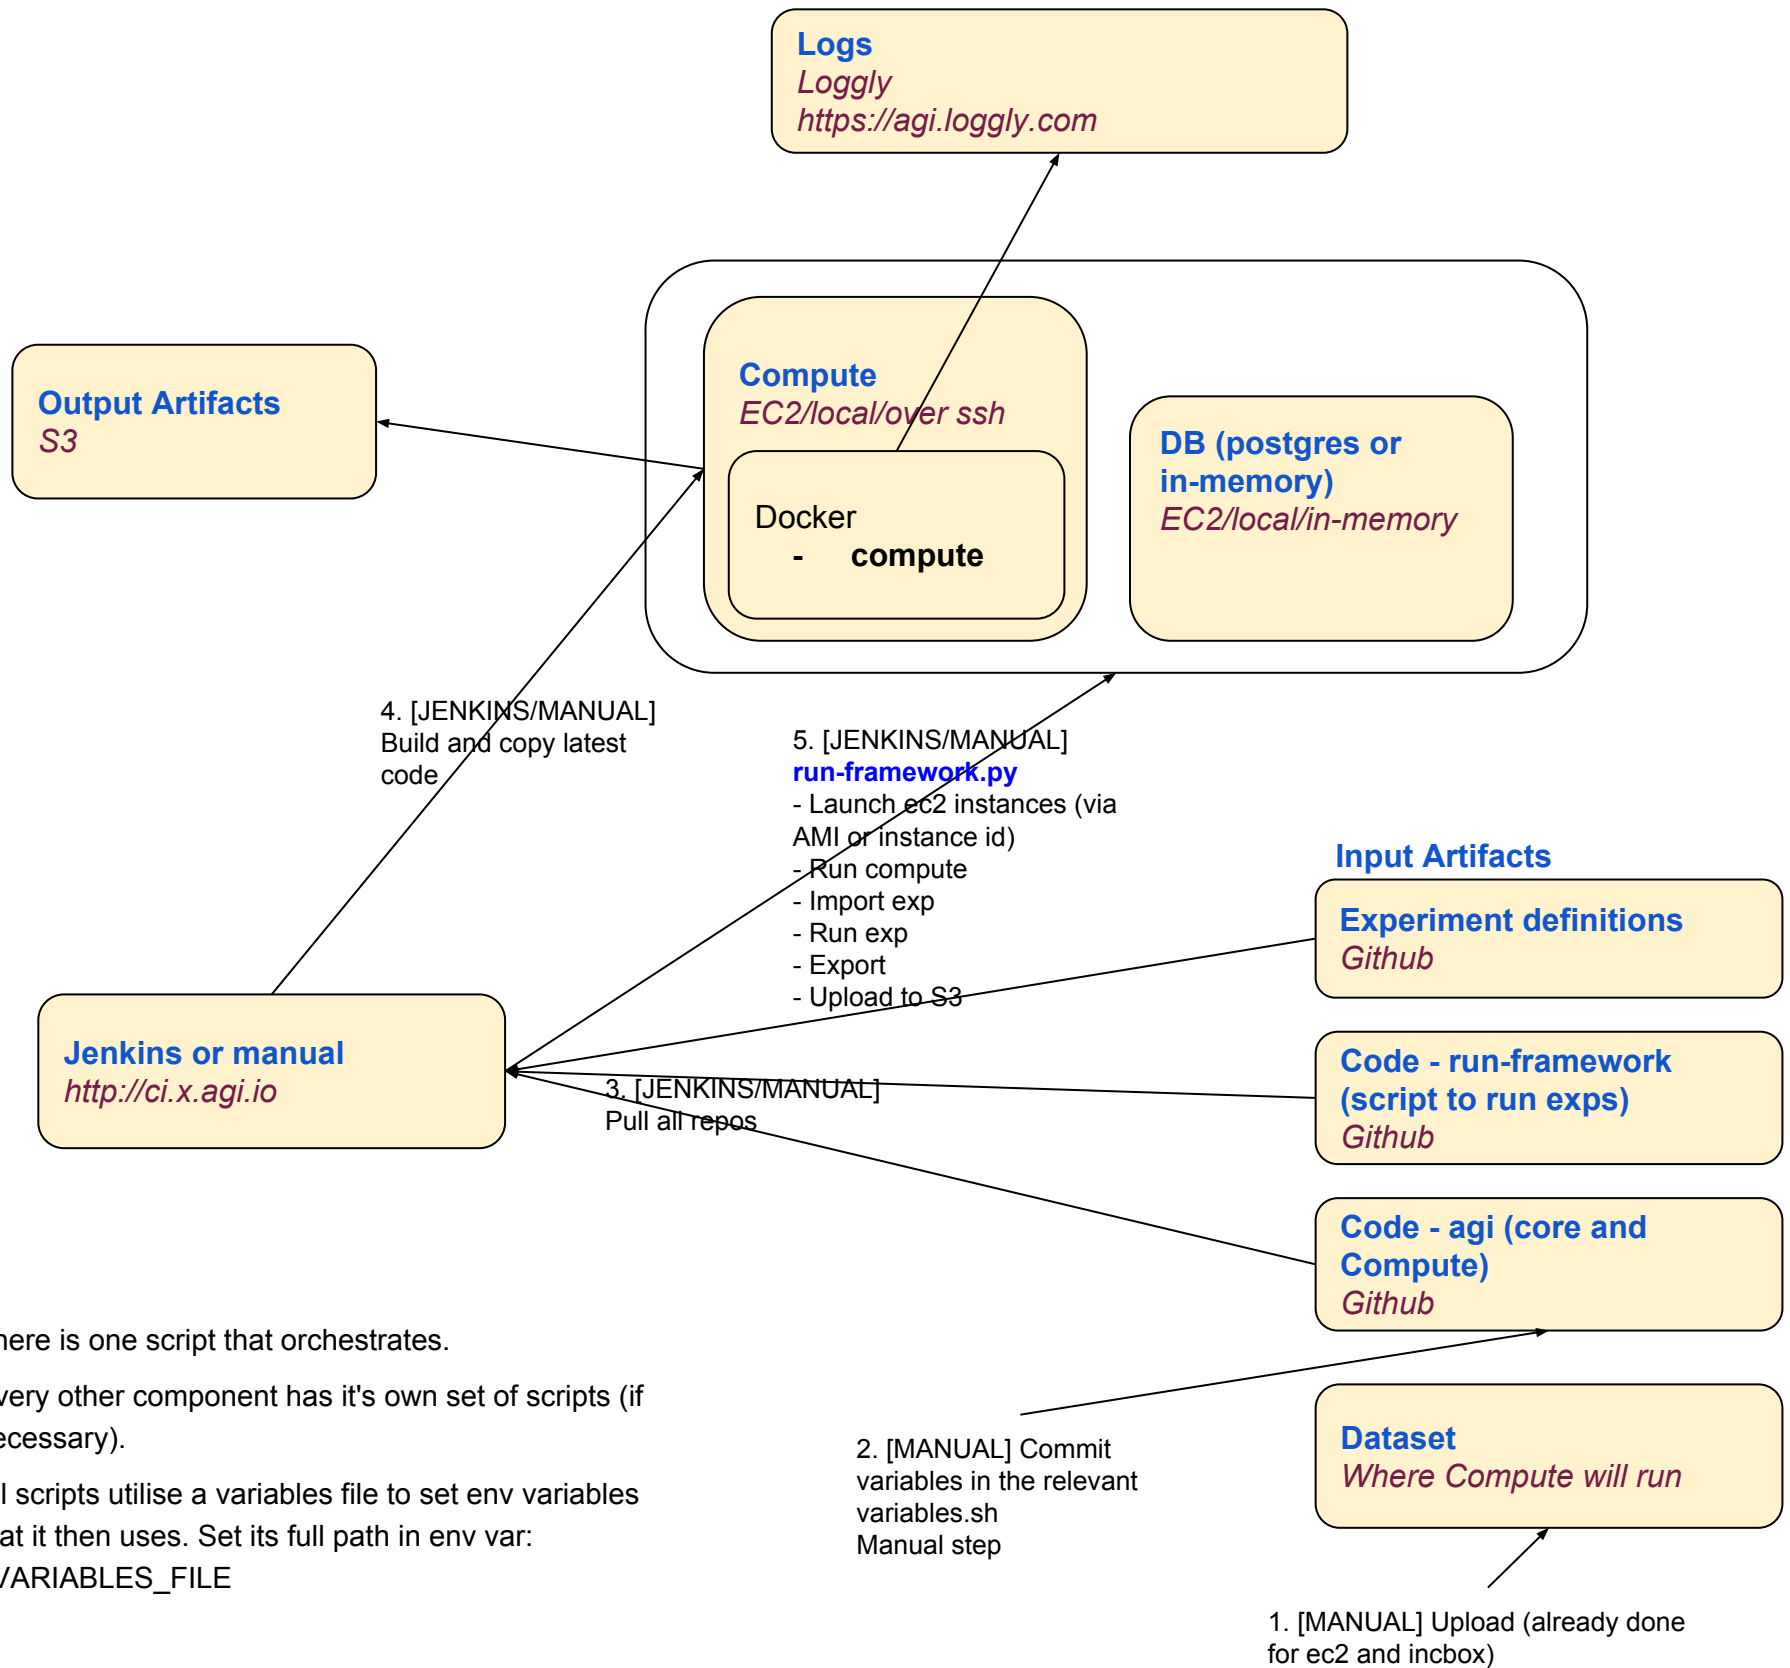 Logs
Loggly
https://agi.loggly.com
Output Artifacts
S3
Compute
EC2/local/over ssh
Docker
- compute
DB (postgres or
in-memory)
EC2/local/in-memory
4. [JENKINS/MANUAL]
Build and copy latest
code
5. [JENKINS/MANUAL]
run-framework.py
- Launch ec2 instances (via
AMI or instance id)
- Run compute
- Import exp
- Run exp
- Export
- Upload to S3
Input Artifacts
Experiment definitions
Github
Jenkins or manual
http://ci.x.agi.io
3. [JENKINS/MANUAL]
Pull all repos
Code - run-framework
(script to run exps)
Github
Code - agi (core and
Compute)
Github
here is one script that orchestrates.
very other component has it's own set of scripts (if
ecessary).
l scripts utilise a variables file to set env variables
at it then uses. Set its full path in env var:
VARIABLES_FILE
2. [MANUAL] Commit
variables in the relevant
variables.sh
Manual step
Dataset
Where Compute will run
1. [MANUAL] Upload (already done
for ec2 and incbox)